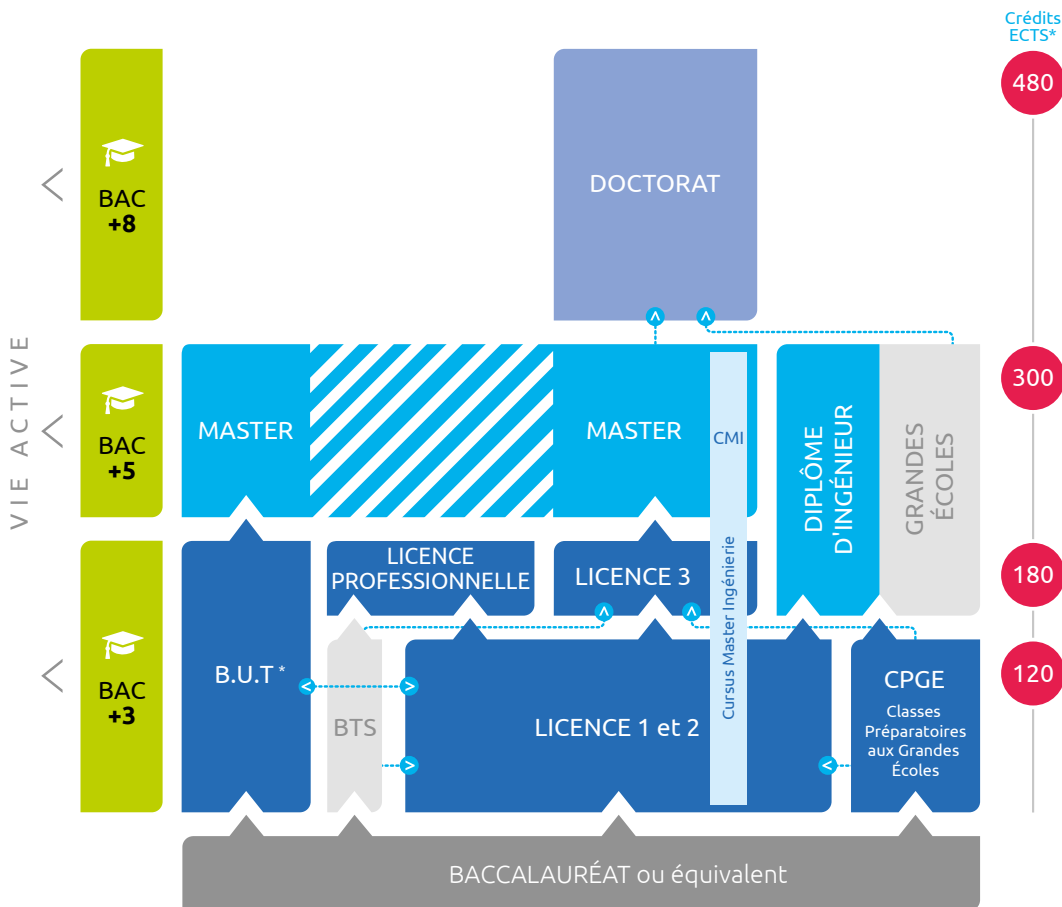 Crédits
ECTS*
480
BAC
+8
DOCTORAT
VIE ACTIVE
300
BAC
+5
MASTER
MASTER
CMI
DIPLÔME
D'INGÉNIEUR
GRANDES
ÉCOLES
180
LICENCE
PROFESSIONNELLE
LICENCE 3
Cursus Master Ingénierie
120
BAC
+3
B.U.T *
BTS
LICENCE 1 et 2
CPGE
Classes
Préparatoires
aux Grandes
Écoles
BACCALAURÉAT ou équivalent